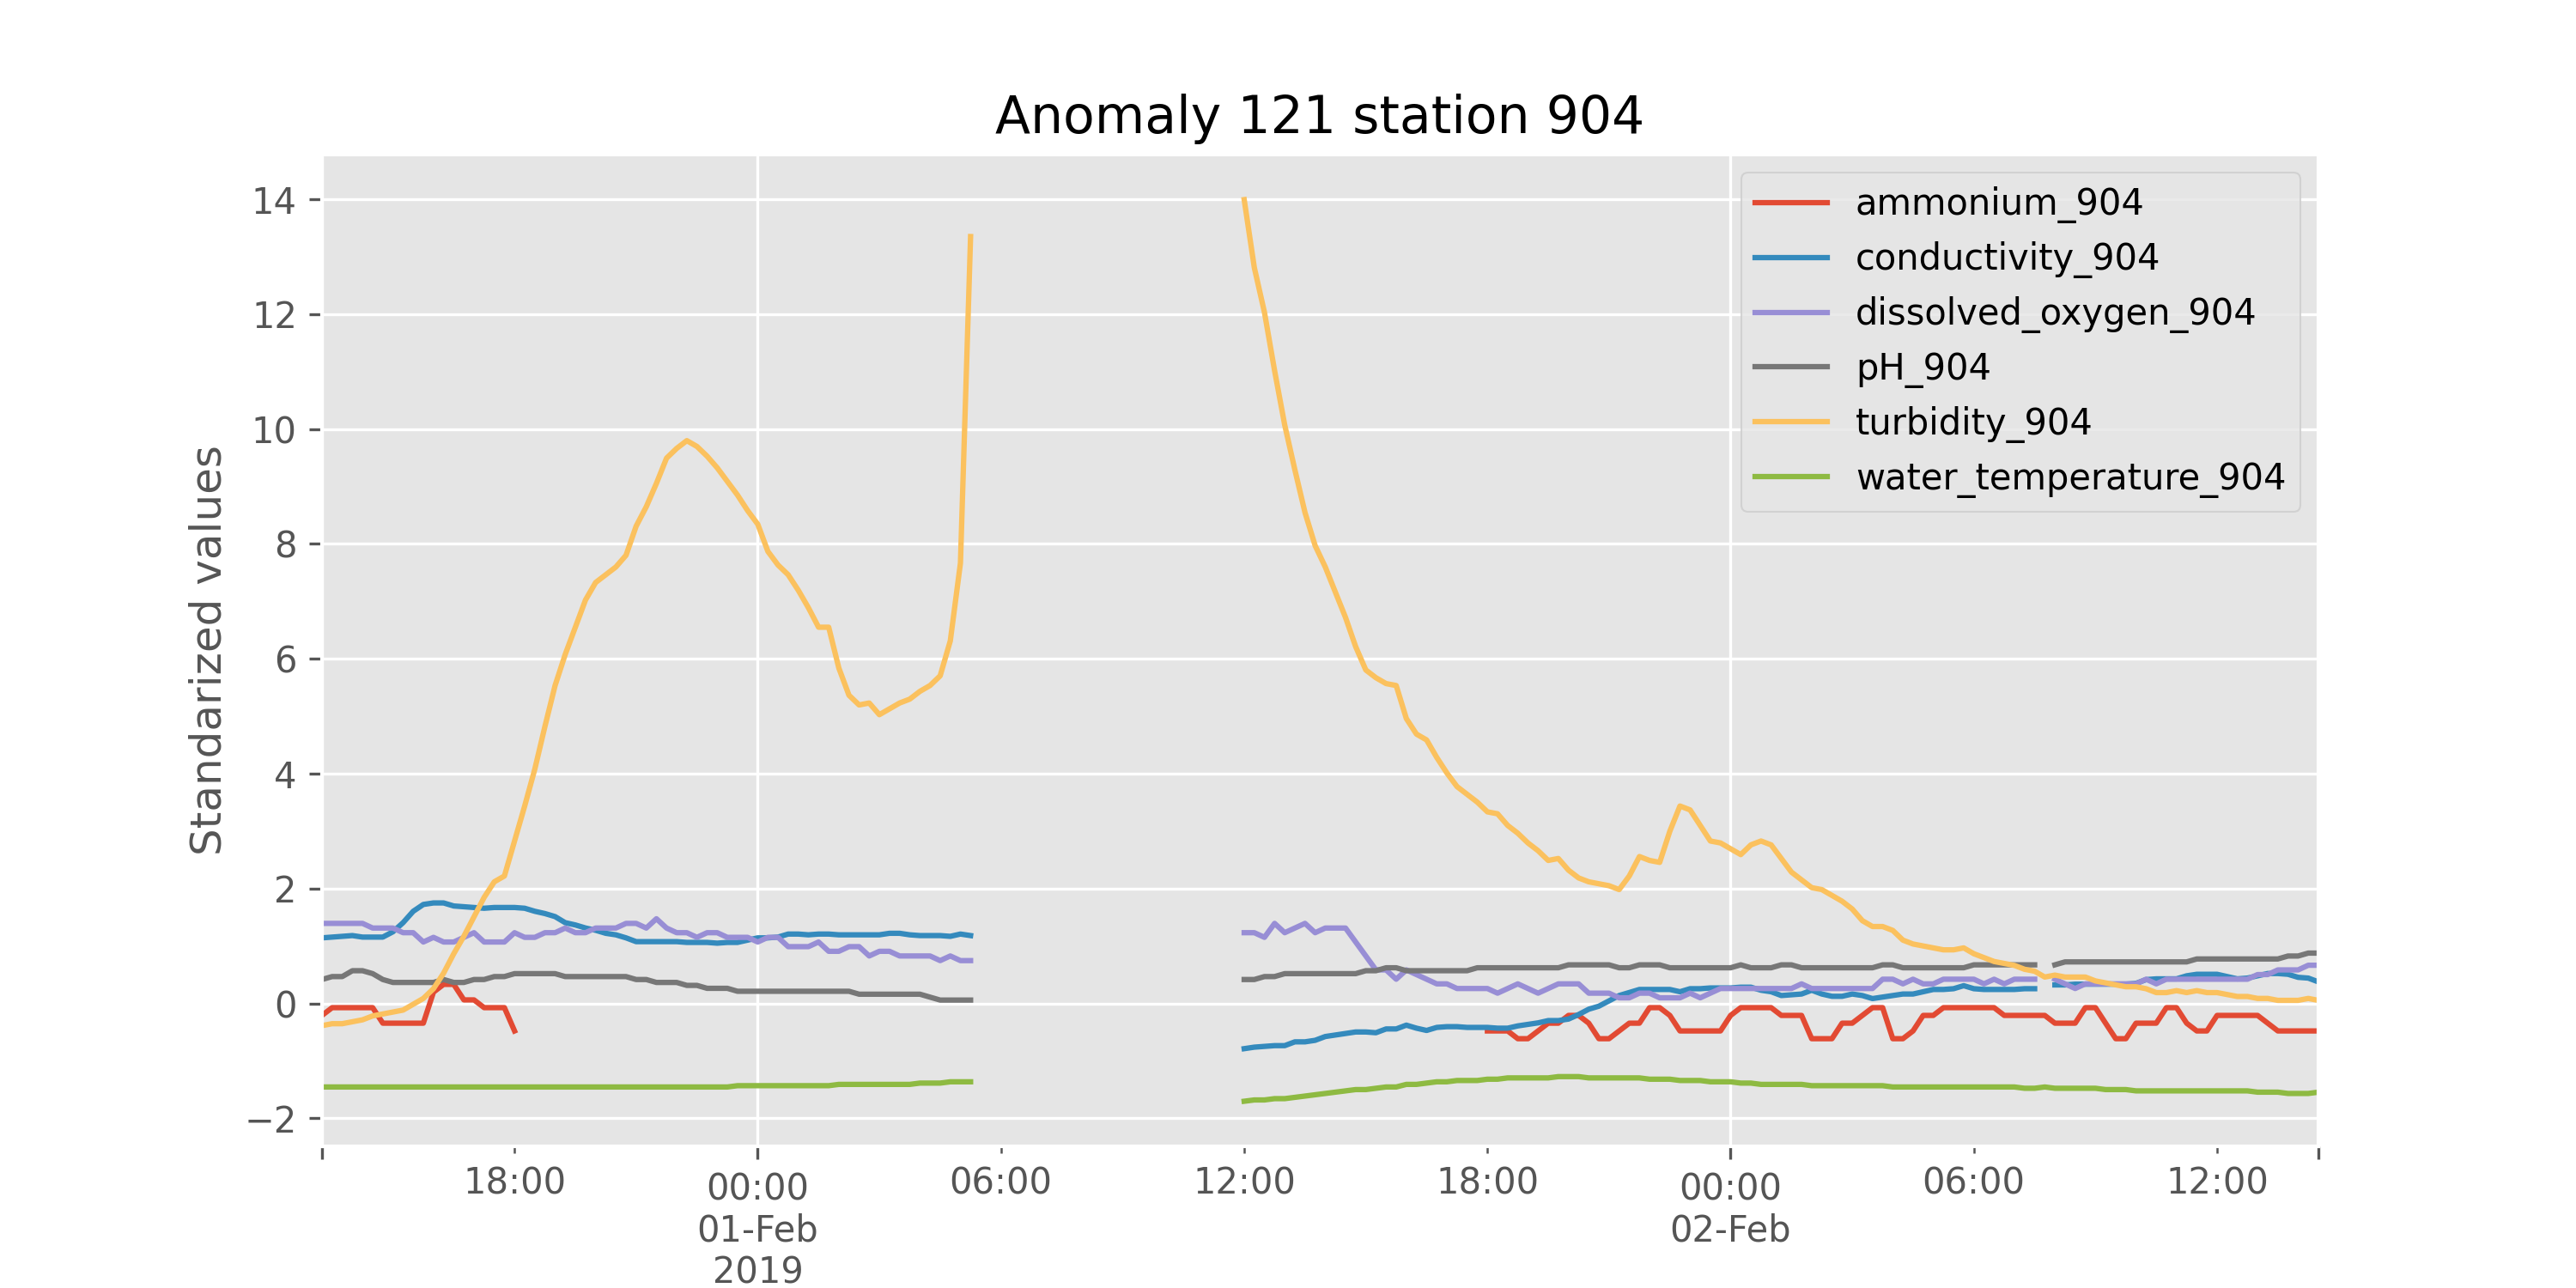 Anomaly 121 station 904
Standarized values
14
12
10
8
6
4
2
0
−2
ammonium_904
conductivity_904
dissolved_oxygen_904
pH_904
turbidity_904
water_temperature_904
18:00 00:00 06:00 12:00 18:00 00:00 06:00 12:00
01-Feb 02-Feb
2019